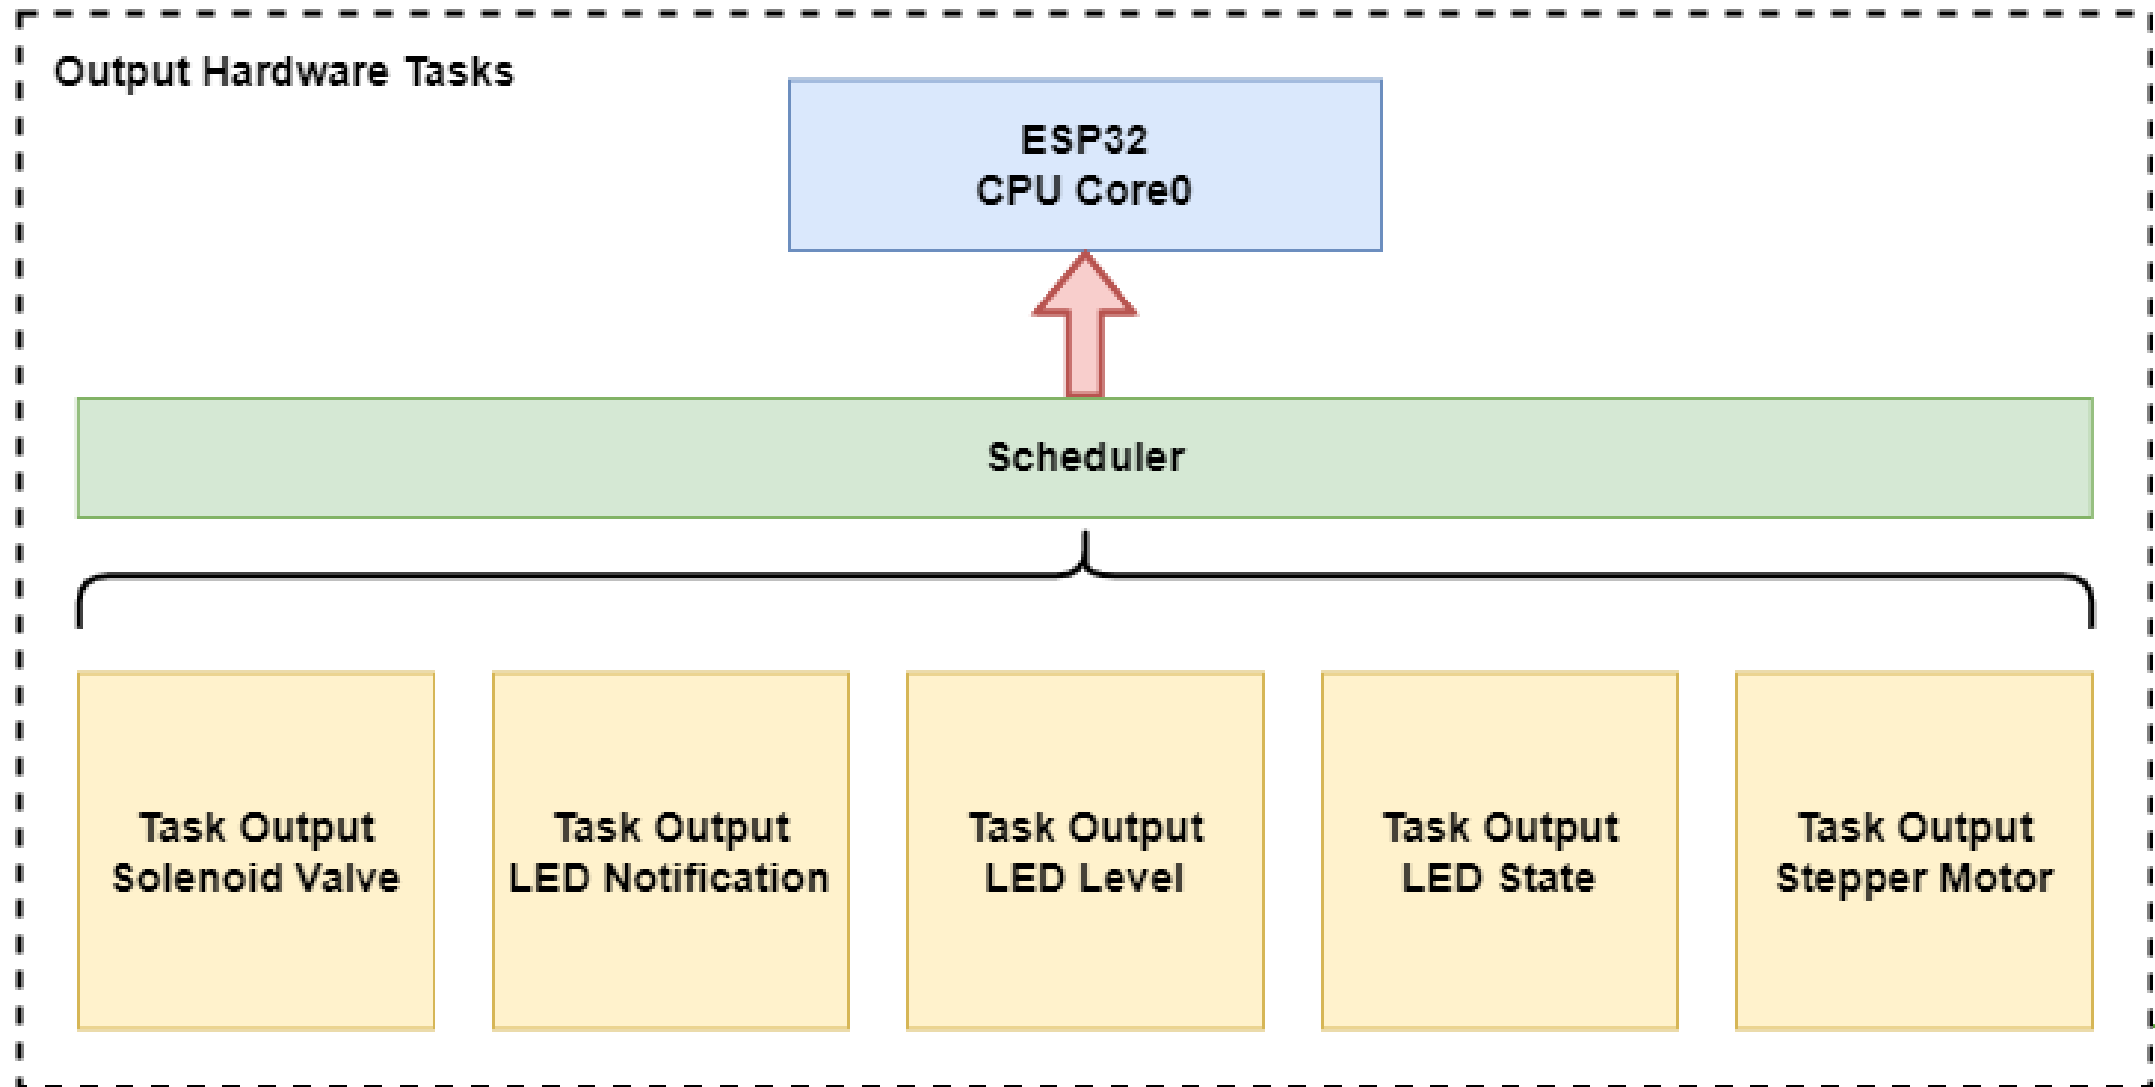 Output Hardware Tasks
ESP32
CPU Core0
Scheduler
Task Output
Solenoid Valve
Task Output
LED Notification
Task Output
LED Level
Task Output
LED State
Task Output
Stepper Motor